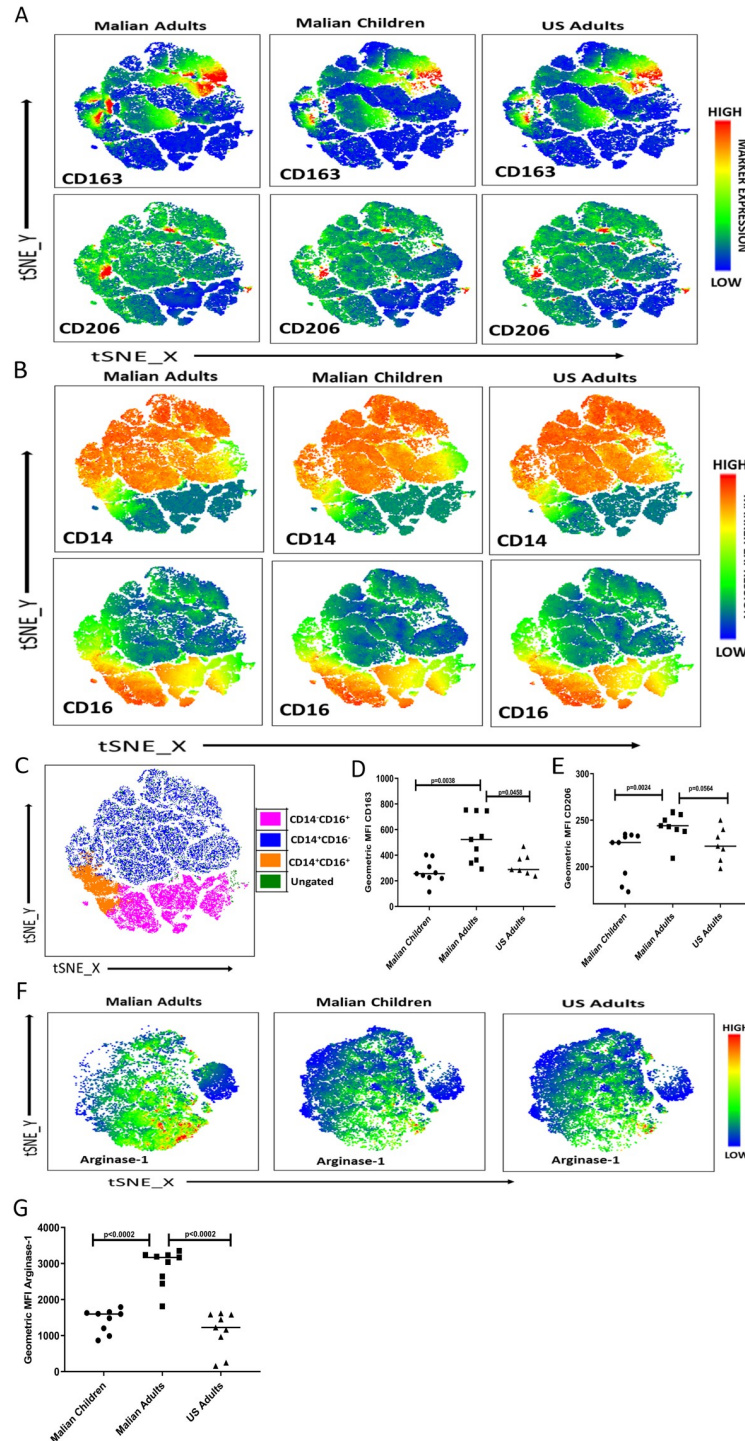 A
Malian Adults
Malian Children
US Adults
tSNE_Y
CD163
CD163
CD163
HIGH
MARKER EXPRESSION
LOW
CD206
CD206
CD206
tSNE_X
B
Malian Adults
Malian Children
US Adults
tSNE_Y
CD14
CD14
CD14
HIGH
LOW
CD16
CD16
CD16
tSNE_X
C
tSNE_Y
tSNE_X
CD14⁻CD16⁺
CD14⁺CD16⁻
CD14⁺CD16⁺
Ungated
D
Geometric MFI CD163
p=0.0038
p=0.0458
1000
800
600
400
200
0
Malian Children
Malian Adults
US Adults
E
Geometric MFI CD206
p=0.0024
p=0.0564
300
250
200
Malian Children
Malian Adults
US Adults
F
Malian Adults
Malian Children
US Adults
tSNE_Y
Arginase-1
Arginase-1
Arginase-1
HIGH
LOW
tSNE_X
G
Geometric MFI Arginase-1
p<0.0002
p<0.0002
4000
3000
2000
1000
0
Malian Children
Malian Adults
US Adults